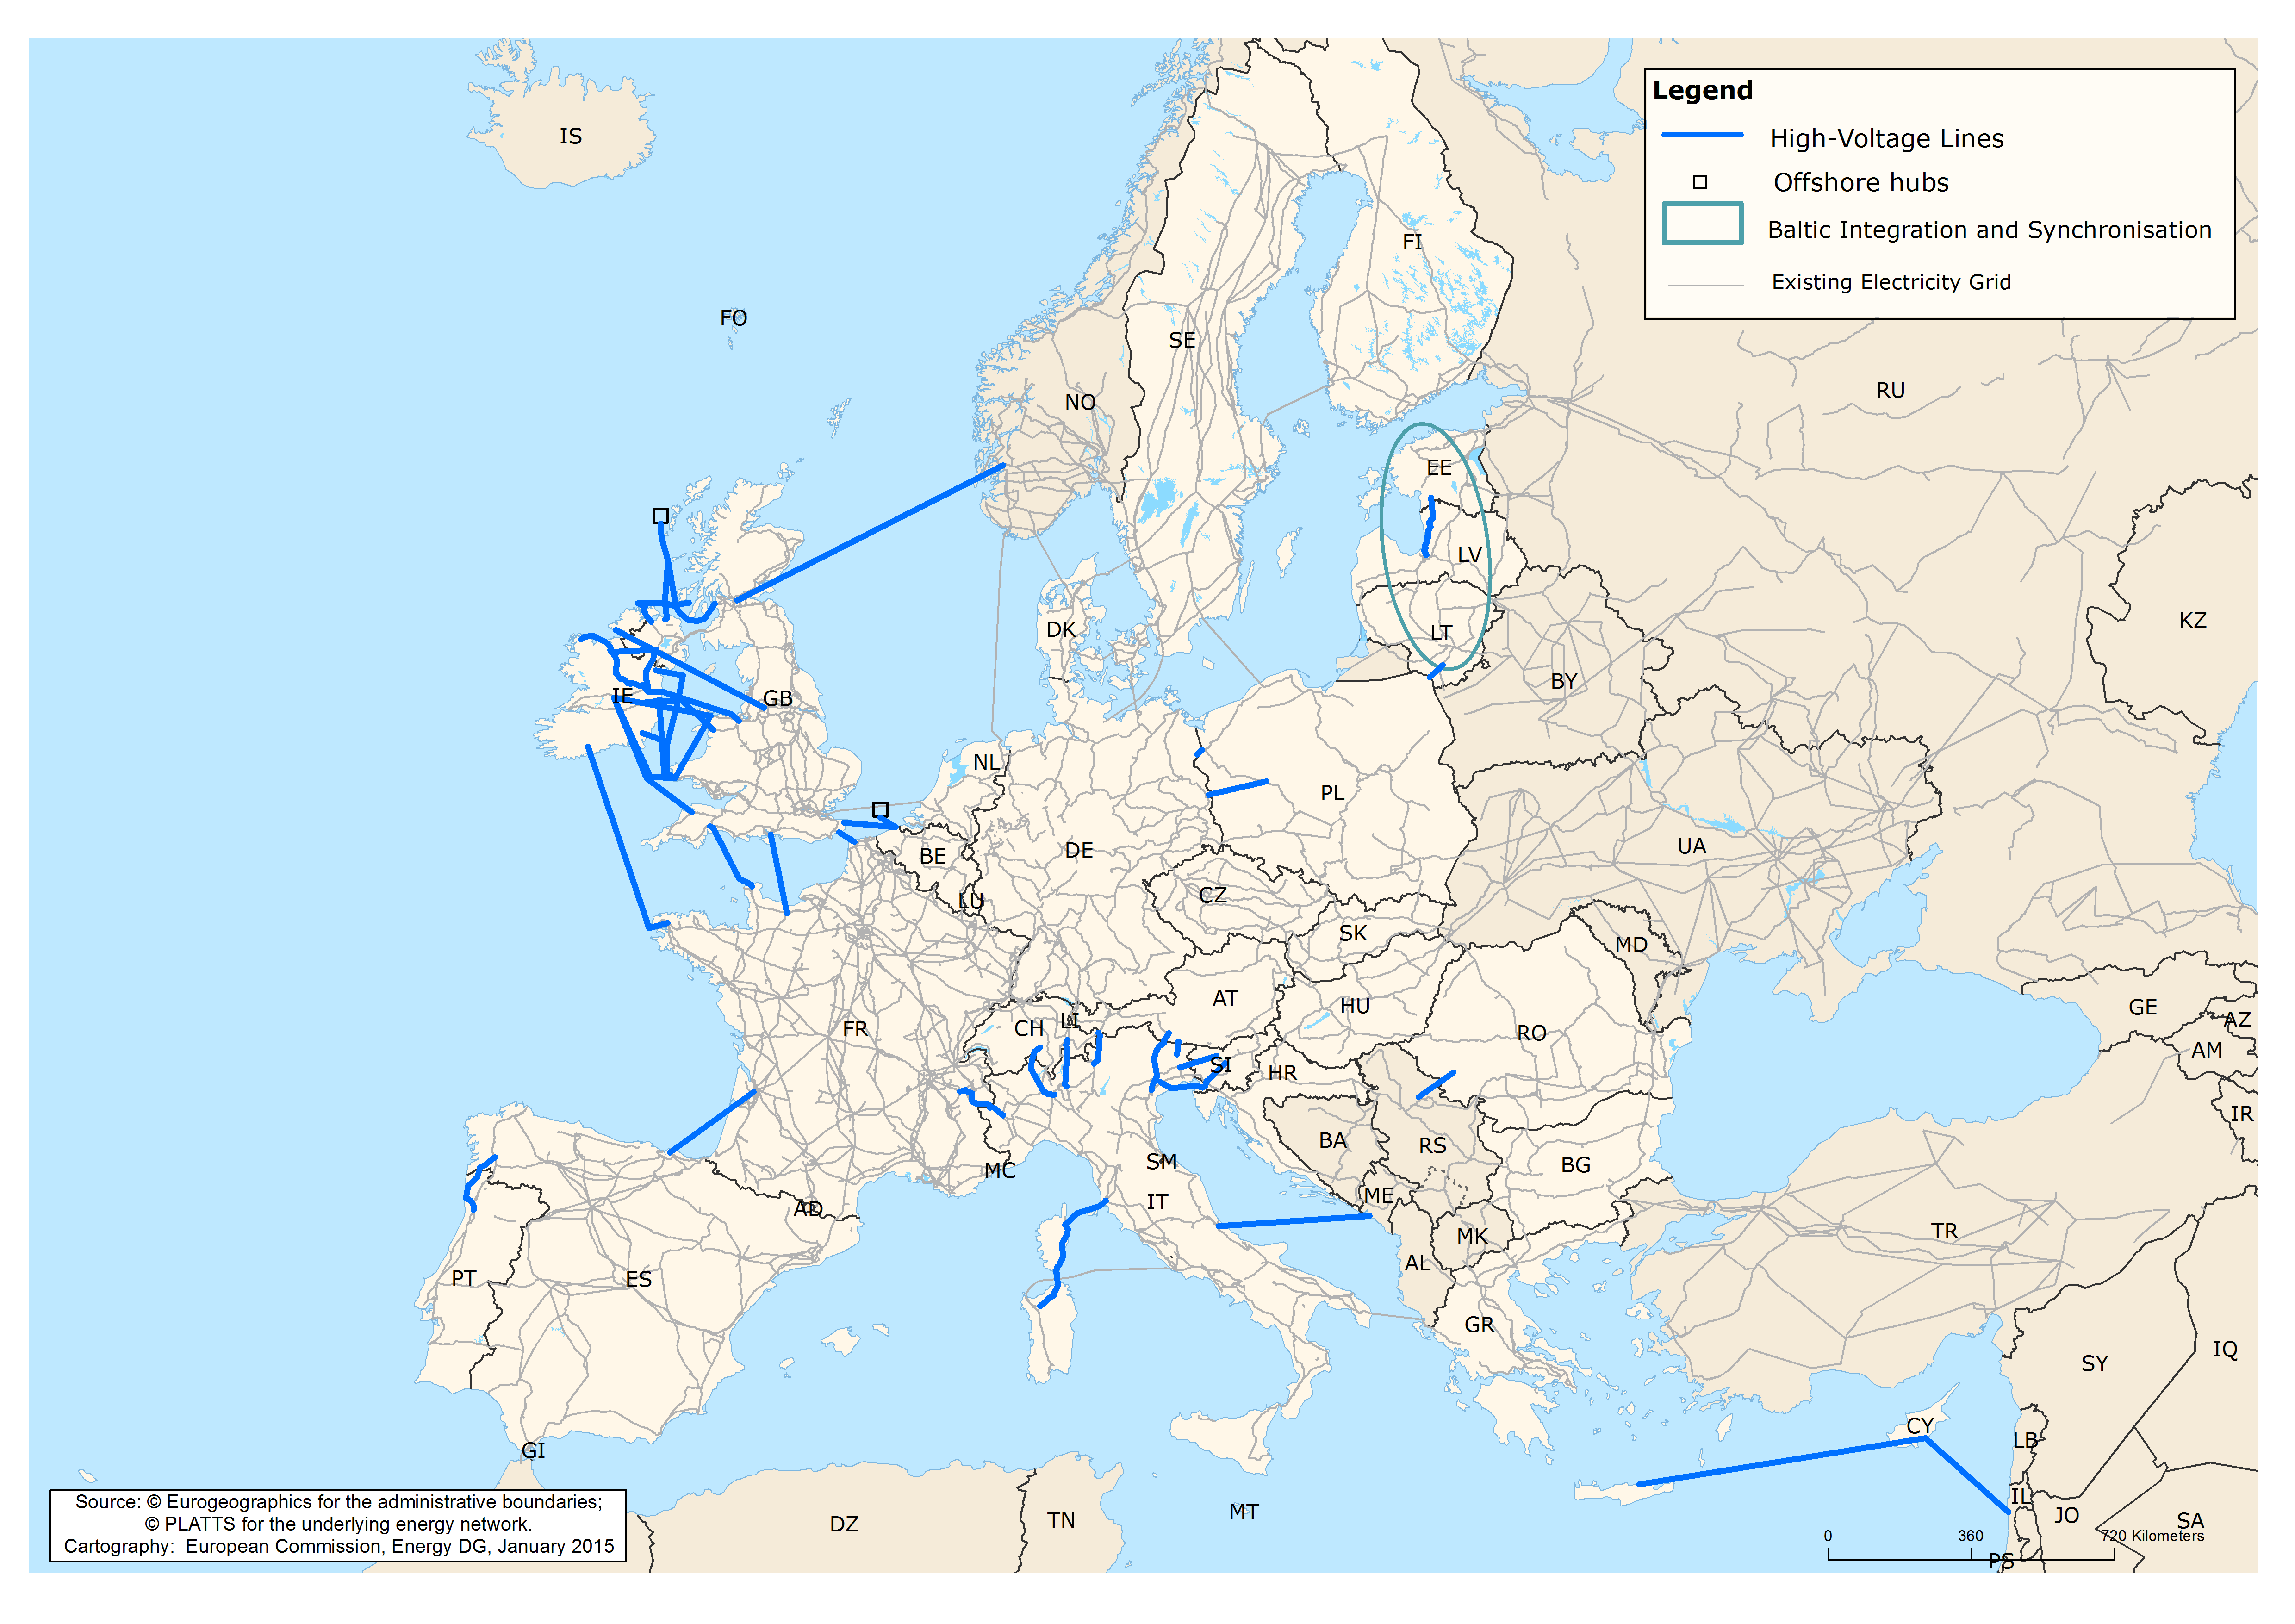 Legend
High-Voltage Lines
Offshore hubs
Baltic Integration and Synchronisation
Existing Electricity Grid
IS
FI
FO
SE
RU
NO
EE
LV
KZ
DK
LT
BY
IE
GB
NL
PL
UA
BE
DE
CZ
LU
SK
MD
AT
HU
GE
FR
CH
LI
RO
AZ
AM
SI
HR
IR
BA
RS
BG
SM
MC
ME
IT
AD
MK
TR
AL
PT
ES
GR
IQ
SY
CY
LB
GI
IL
MT
JO
SA
TN
DZ
PS
Source: © Eurogeographics for the administrative boundaries;
© PLATTS for the underlying energy network.
Cartography: European Commission, Energy DG, January 2015
0 360 720 Kilometers